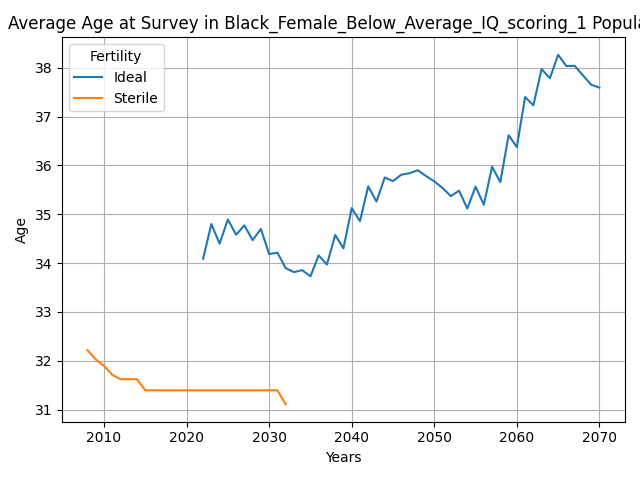 Average Age at Survey in Black_Female_Below_Average_IQ_scoring_1 Popula
Fertility
Ideal
Sterile
38
37
36
35
34
33
32
31
Age
2010 2020 2030 2040 2050 2060 2070
Years